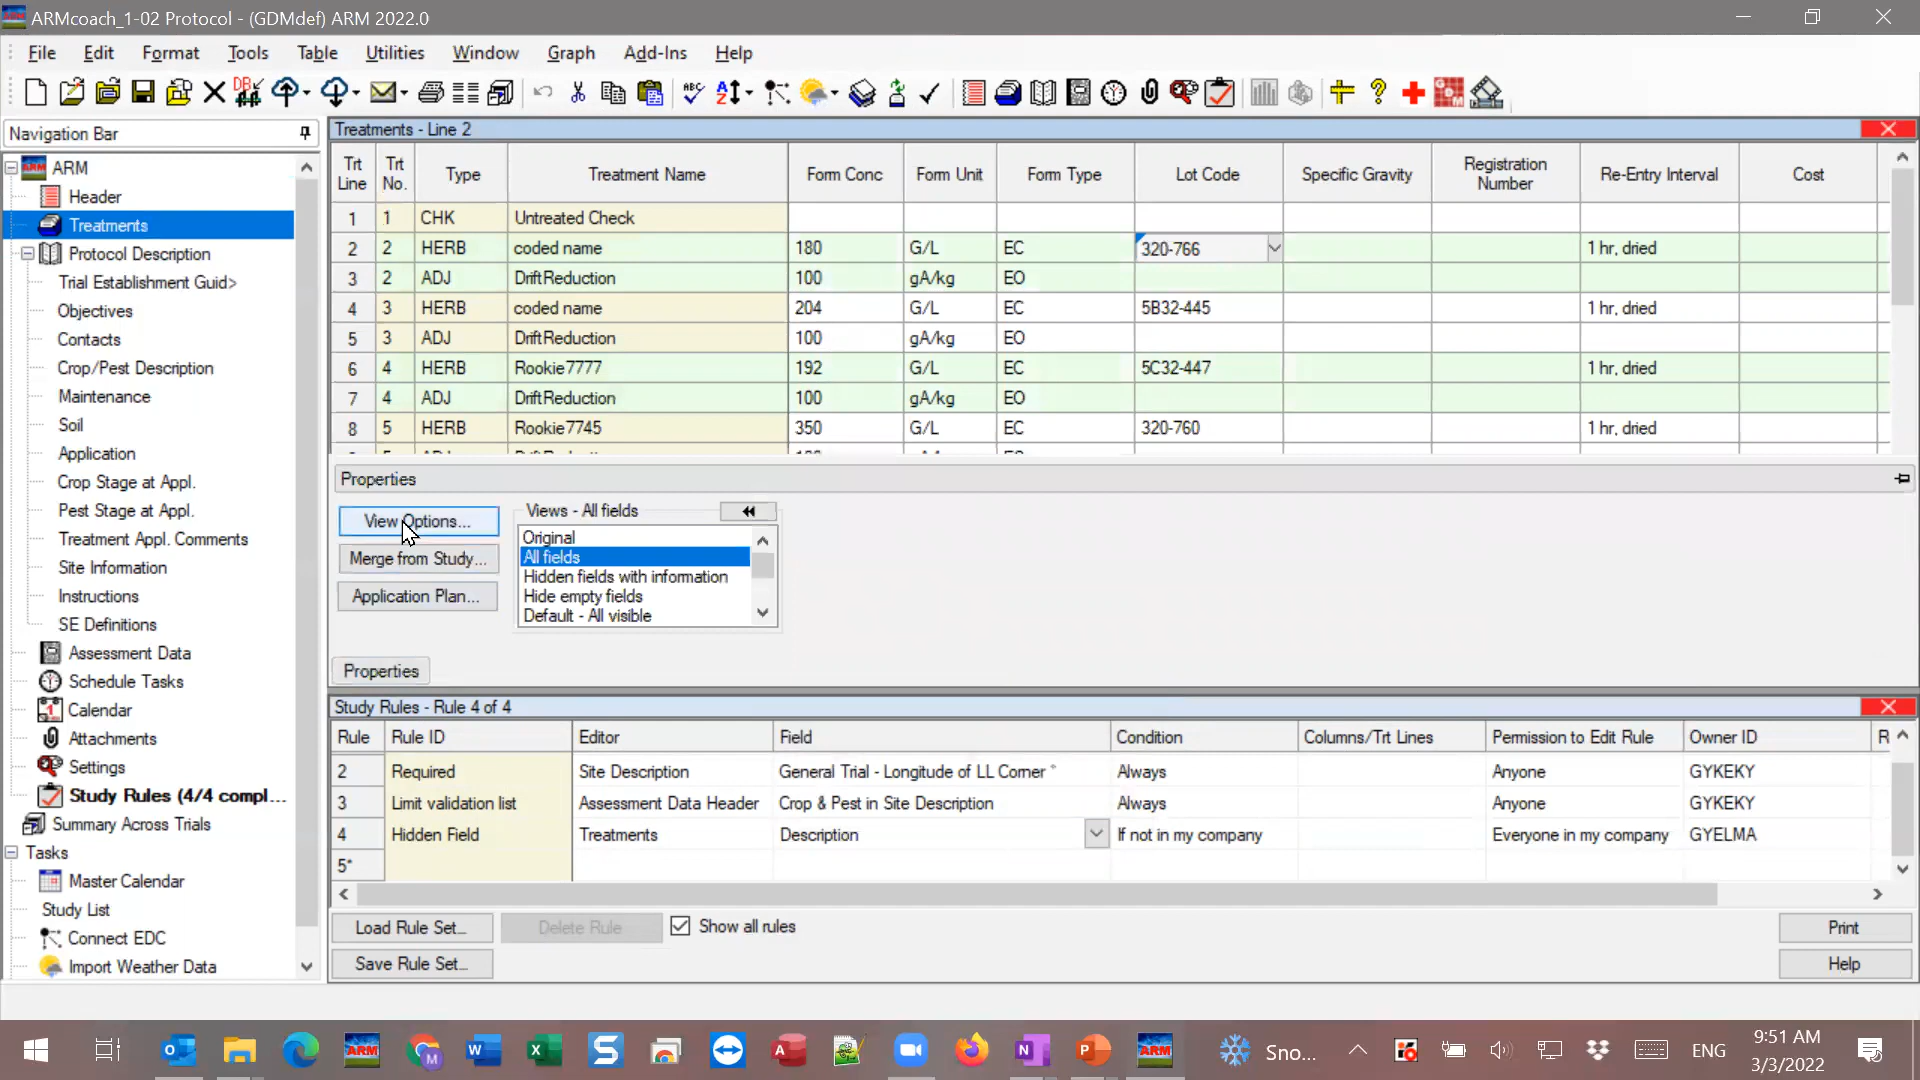 ARMcoach_1-02 Protocol - (GDMdef) ARM 2022.0
File Edit Format Tools Table Utilities Window Graph Add-Ins Help
Navigation Bar
ARM
Header
Treatments
Protocol Description
Trial Establishment Guid>
Objectives
Contacts
Crop/Pest Description
Maintenance
Soil
Application
Crop Stage at Appl.
Pest Stage at Appl.
Treatment Appl. Comments
Site Information
Instructions
SE Definitions
Assessment Data
Schedule Tasks
Calendar
Attachments
Settings
Study Rules (4/4 compl...
Summary Across Trials
Tasks
Master Calendar
Study List
Connect EDC
Import Weather Data
Treatments - Line 2
Trt Line Trt No. Type Treatment Name Form Conc Form Unit Form Type Lot Code Specific Gravity Registration Number Re-Entry Interval Cost
1 1 CHK Untreated Check
2 2 HERB coded name 180 G/L EC 320-766 1 hr, dried
3 2 ADJ DriftReduction 100 gA/kg EO
4 3 HERB coded name 204 G/L EC 5B32-445 1 hr, dried
5 3 ADJ DriftReduction 100 gA/kg EO
6 4 HERB Rookie7777 192 G/L EC 5C32-447 1 hr, dried
7 4 ADJ DriftReduction 100 gA/kg EO
8 5 HERB Rookie7745 350 G/L EC 320-760 1 hr, dried
Properties
View Options...
Merge from Study...
Application Plan...
Views - All fields
Original
All fields
Hidden fields with information
Hide empty fields
Default - All visible
Properties
Study Rules - Rule 4 of 4
Rule Rule ID Editor Field Condition Columns/Trt Lines Permission to Edit Rule Owner ID R
2 Required Site Description General Trial - Longitude of LL Corner * Always Anyone GYKEKY
3 Limit validation list Assessment Data Header Crop & Pest in Site Description Always Anyone GYKEKY
4 Hidden Field Treatments Description If not in my company Everyone in my company GYELMA
5*
Load Rule Set... Delete Rule Show all rules Print
Save Rule Set... Help
Sno... ENG 9:51 AM
3/3/2022